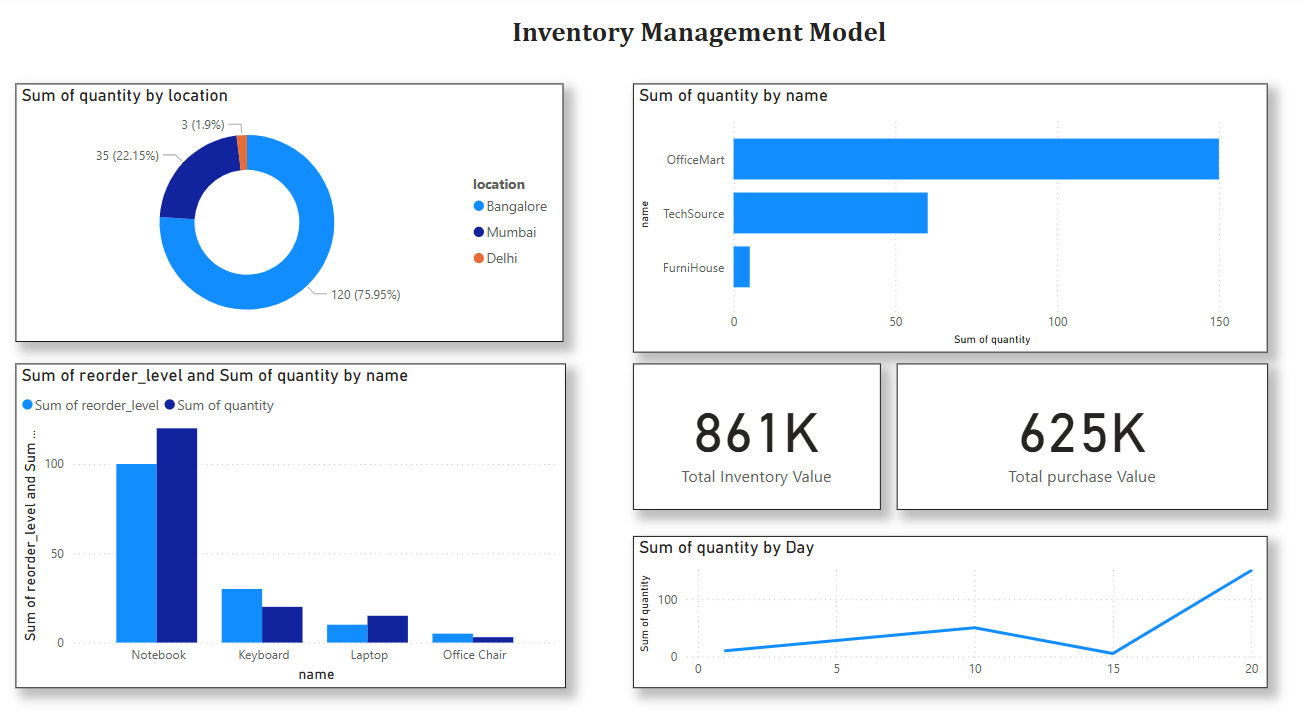 Inventory Management Model
Sum of quantity by location
3 (1.9%)
35 (22.15%)
120 (75.95%)
location
Bangalore
Mumbai
Delhi
Sum of quantity by name
name
OfficeMart
TechSource
FurniHouse
0 50 100 150
Sum of quantity
Sum of reorder_level and Sum of quantity by name
Sum of reorder_level Sum of quantity
Sum of reorder_level and Sum ...
100
50
0
Notebook Keyboard Laptop Office Chair
name
861K
Total Inventory Value
625K
Total purchase Value
Sum of quantity by Day
Sum of quantity
100
0
0 5 10 15 20